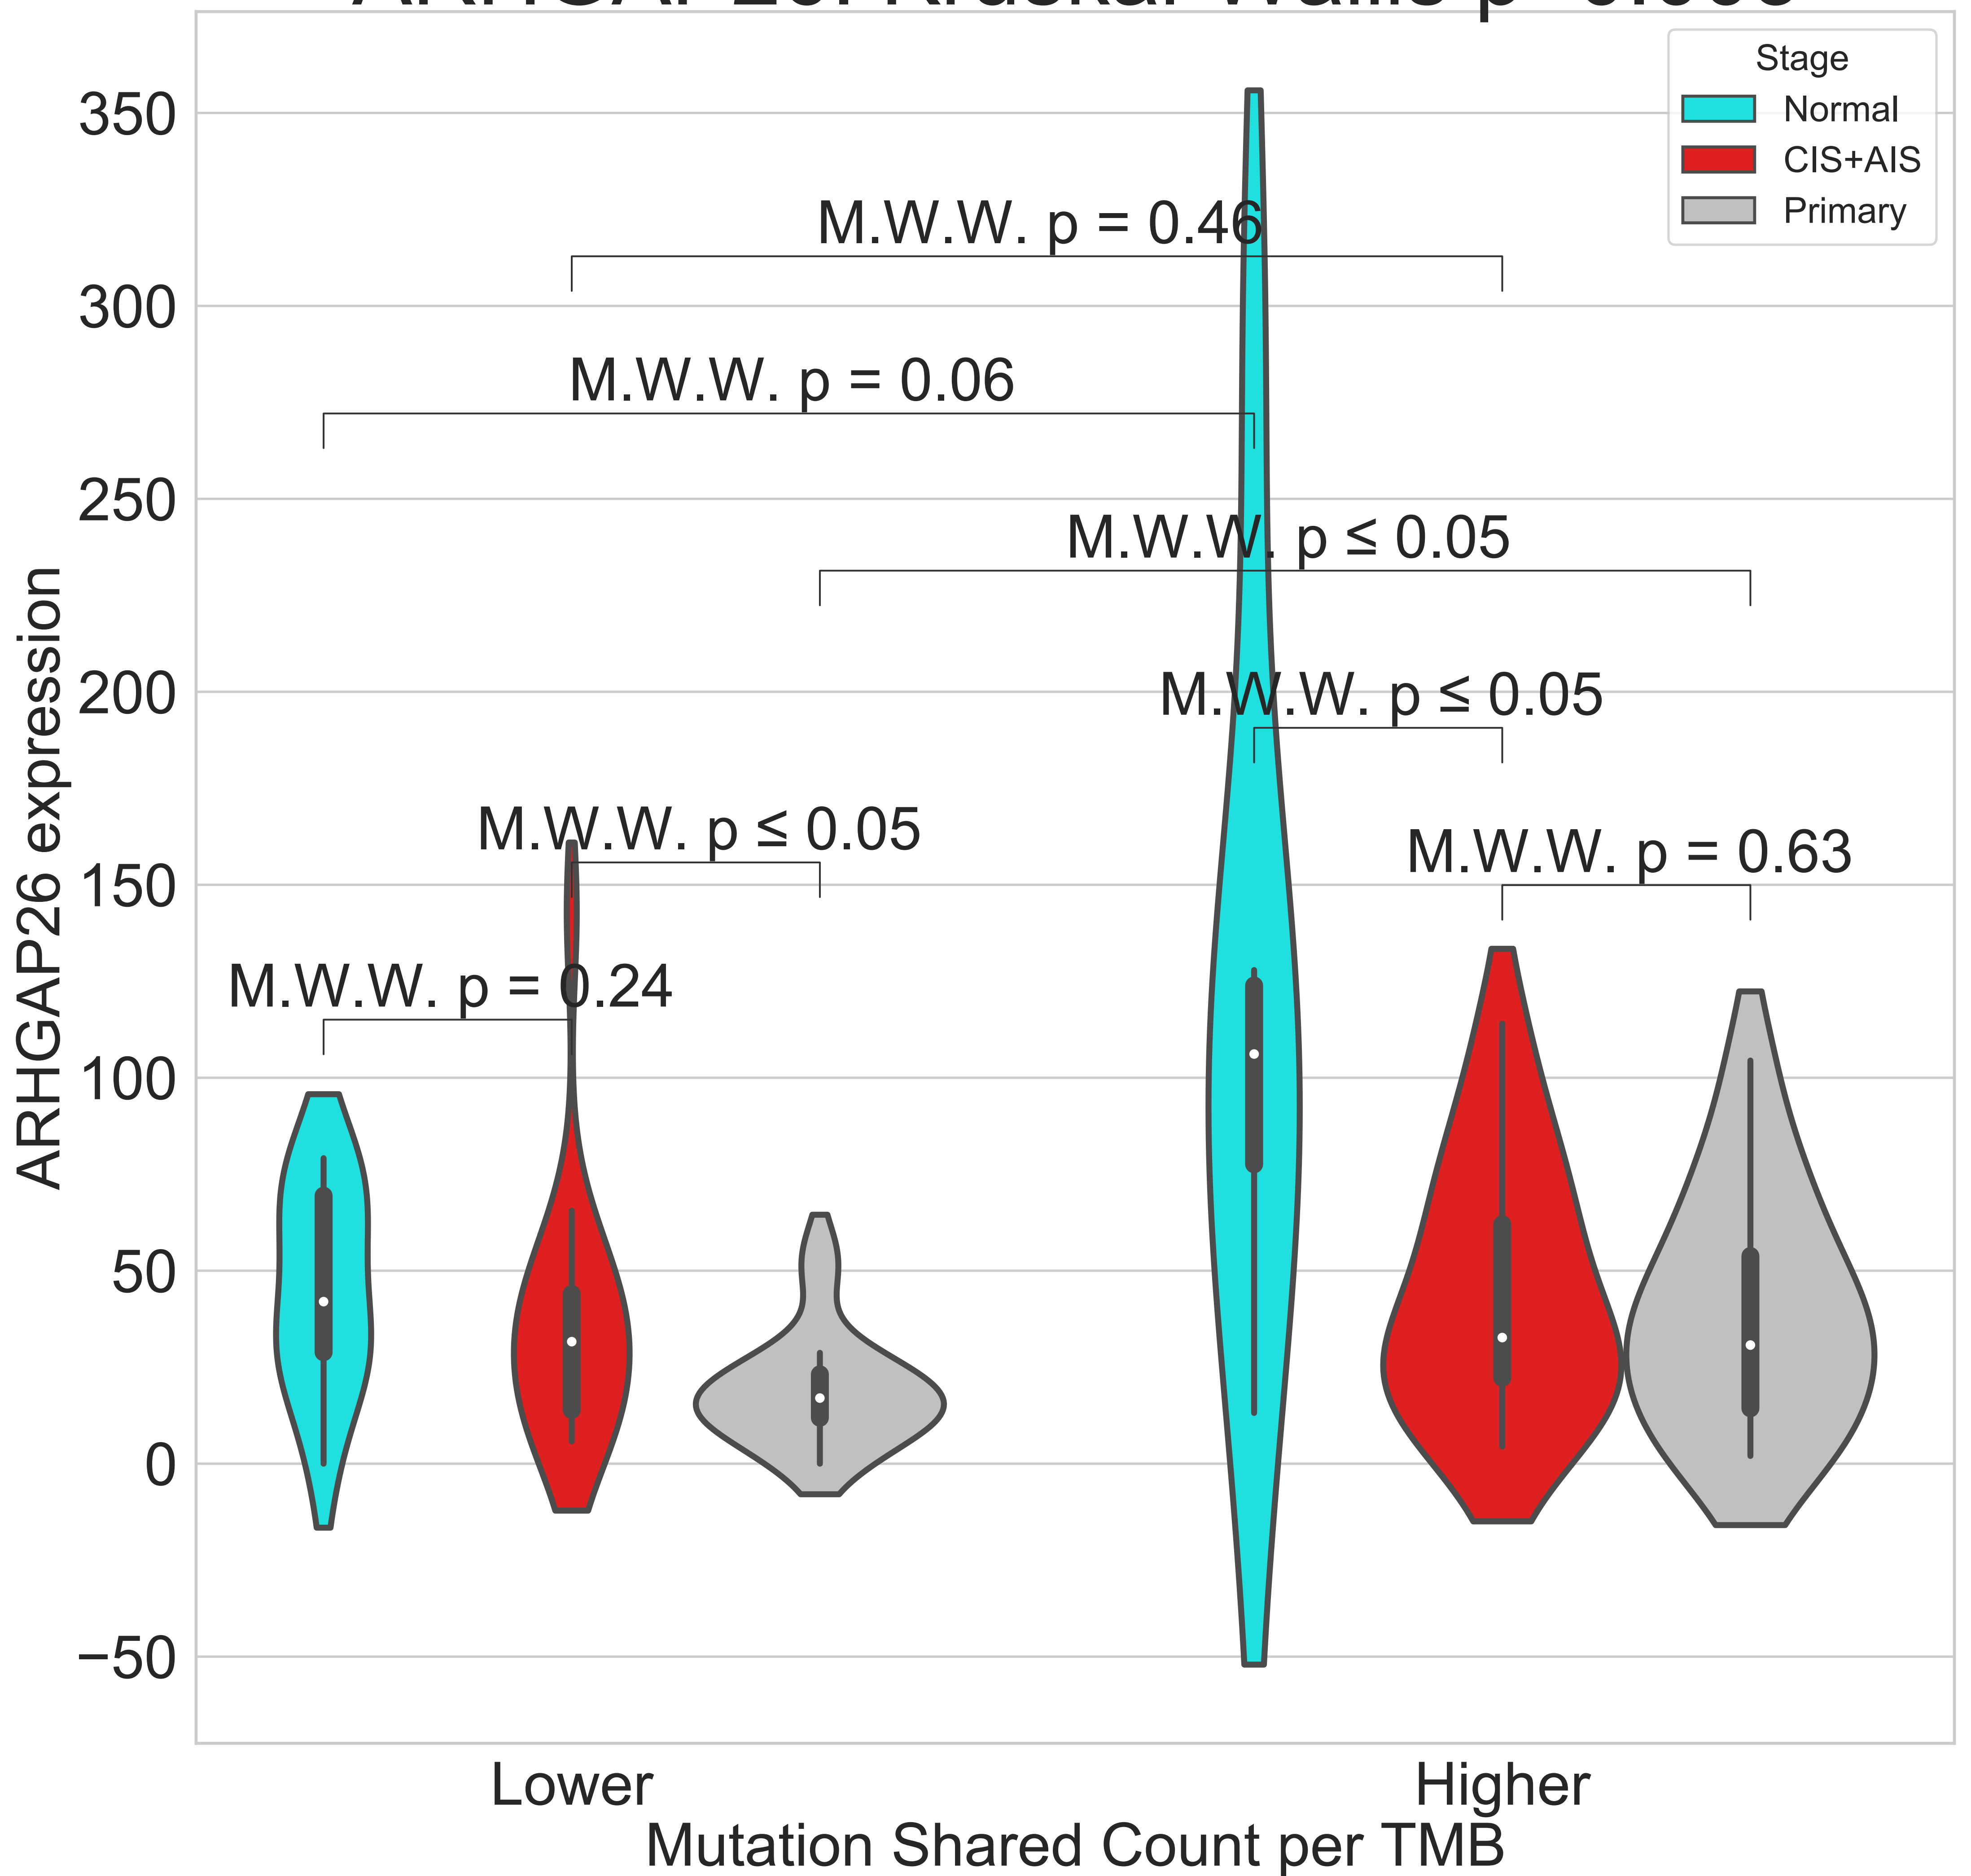 Stage
Normal
CIS+AIS
Primary
350
300
250
200
150
100
50
0
−50
ARHGAP26 expression
M.W.W. p = 0.46
M.W.W. p = 0.06
M.W.W. p ≤ 0.05
M.W.W. p ≤ 0.05
M.W.W. p ≤ 0.05
M.W.W. p = 0.63
M.W.W. p = 0.24
Lower
Higher
Mutation Shared Count per TMB